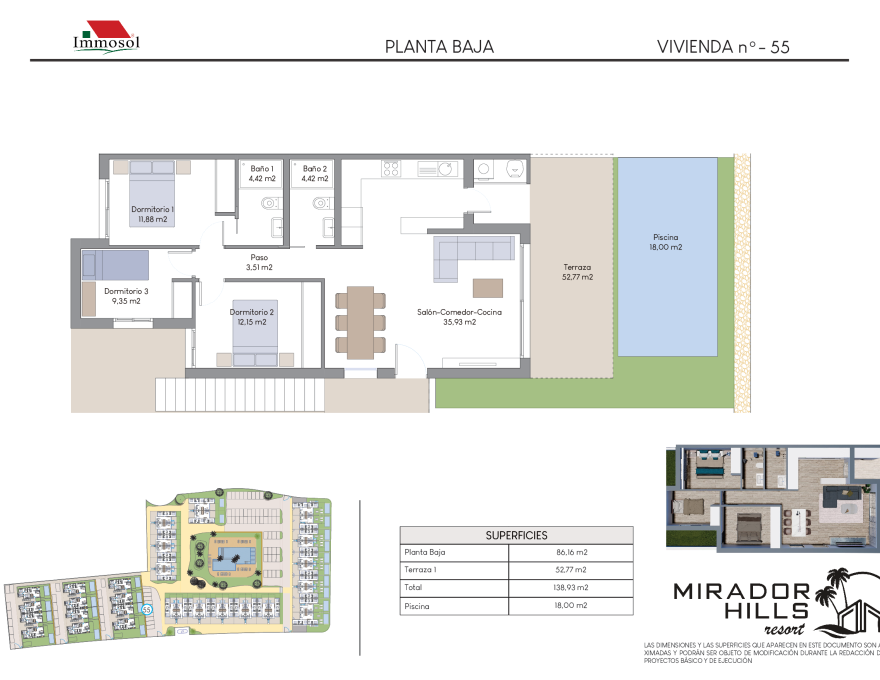 Immosol
PLANTA BAJA
VIVIENDA nº- 55
Dormitorio 1
11,88 m2
Baño 1
4,42 m2
Baño 2
4,42 m2
Paso
3,51 m2
Dormitorio 3
9,35 m2
Dormitorio 2
12,15 m2
Salón-Comedor-Cocina
35,93 m2
Terraza
52,77 m2
Piscina
18,00 m2
55
SUPERFICIES
Planta Baja 86,16 m2
Terraza 1 52,77 m2
Total 138,93 m2
Piscina 18,00 m2
MIRADOR
HILLS
resort
LAS DIMENSIONES Y LAS SUPERFICIES QUE APARECEN EN ESTE DOCUMENTO SON A
XIMADAS Y PODRÁN SER OBJETO DE MODIFICACIÓN DURANTE LA REDACCIÓN D
PROYECTOS BÁSICO Y DE EJECUCIÓN